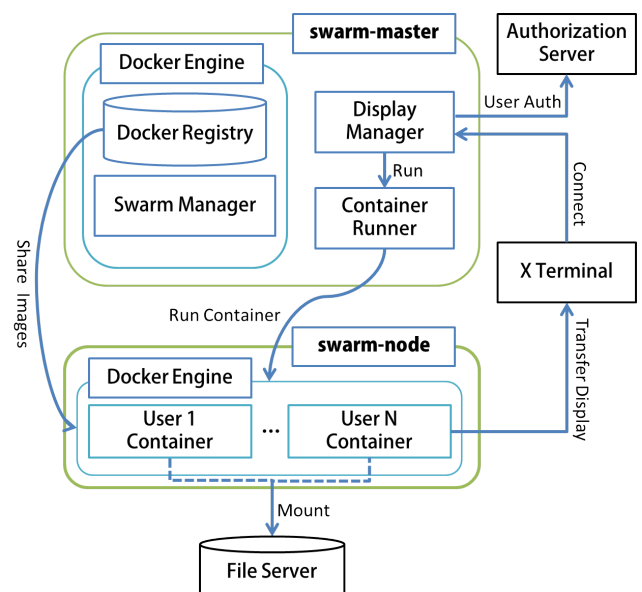 swarm-master
Authorization
Server
Docker Engine
User Auth
Docker Registry
Display
Manager
Run
Swarm Manager
Container
Runner
Connect
Share Images
X Terminal
Run Container
swarm-node
Transfer Display
Docker Engine
User 1
Container
...
User N
Container
Mount
File Server